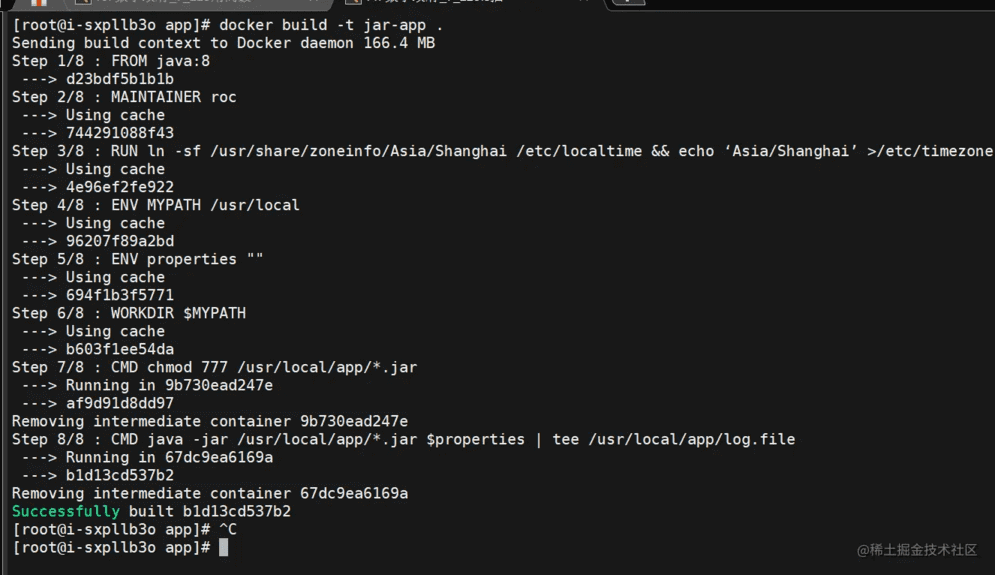 [root@i-sxpllb3o app]# docker build -t jar-app .
Sending build context to Docker daemon 166.4 MB
Step 1/8 : FROM java:8
 ---> d23bdf5b1b1b
Step 2/8 : MAINTAINER roc
 ---> Using cache
 ---> 744291088f43
Step 3/8 : RUN ln -sf /usr/share/zoneinfo/Asia/Shanghai /etc/localtime && echo ‘Asia/Shanghai’ >/etc/timezone
 ---> Using cache
 ---> 4e96ef2fe922
Step 4/8 : ENV MYPATH /usr/local
 ---> Using cache
 ---> 96207f89a2bd
Step 5/8 : ENV properties ""
 ---> Using cache
 ---> 694f1b3f5771
Step 6/8 : WORKDIR $MYPATH
 ---> Using cache
 ---> b603f1ee54da
Step 7/8 : CMD chmod 777 /usr/local/app/*.jar
 ---> Running in 9b730ead247e
 ---> af9d91d8dd97
Removing intermediate container 9b730ead247e
Step 8/8 : CMD java -jar /usr/local/app/*.jar $properties | tee /usr/local/app/log.file
 ---> Running in 67dc9ea6169a
 ---> b1d13cd537b2
Removing intermediate container 67dc9ea6169a
Successfully built b1d13cd537b2
[root@i-sxpllb3o app]# ^C
[root@i-sxpllb3o app]#
@稀土掘金技术社区